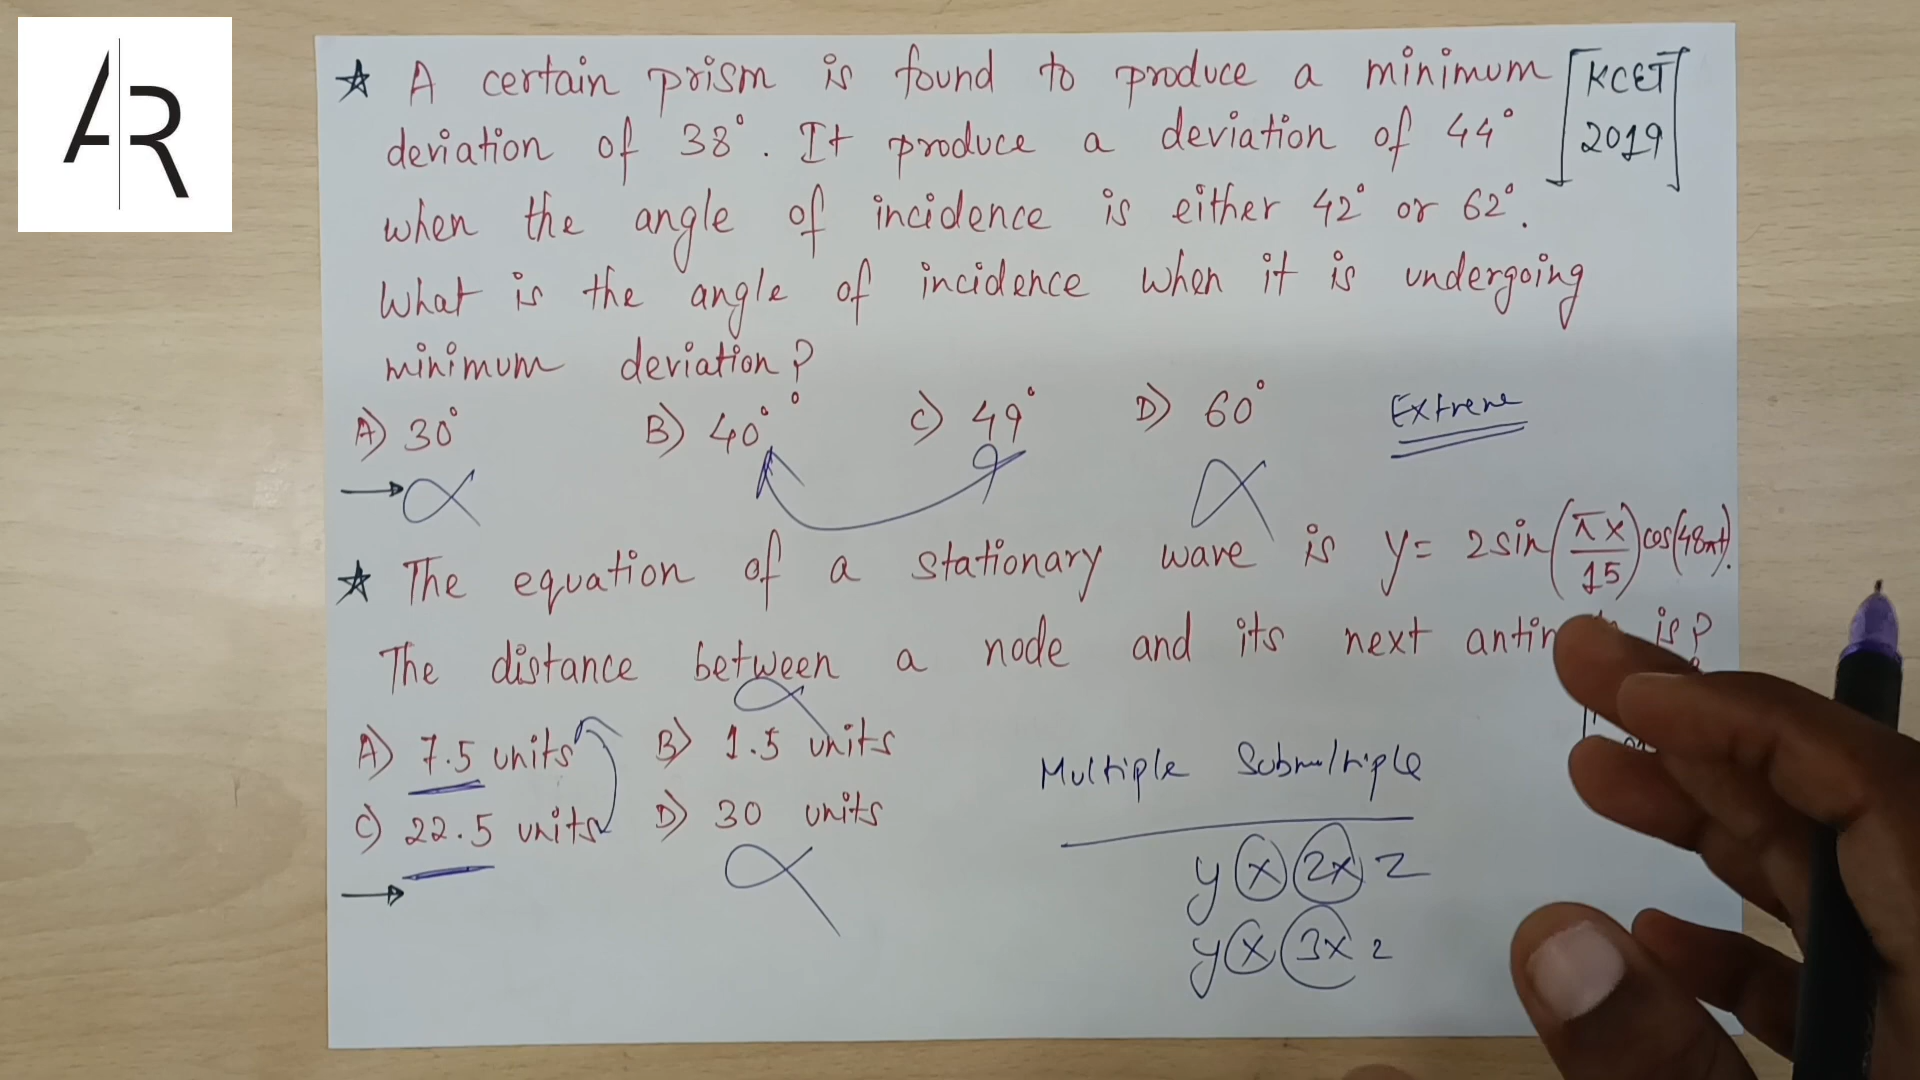 AR
★ A certain prism is found to produce a minimum [KCET
deviation of 38°. It produce a deviation of 44° 2019]
when the angle of incidence is either 42° or 62°.
What is the angle of incidence when it is undergoing
minimum deviation?
A) 30° B) 40° C) 49° D) 60° Extreme
★ The equation of a stationary wave is y = 2sin(πx/15)cos(48πt).
The distance between a node and its next is?
A) 7.5 units B) 1.5 units
Multiple Submultiple
C) 22.5 units D) 30 units
y x 2x z
y x 3x z